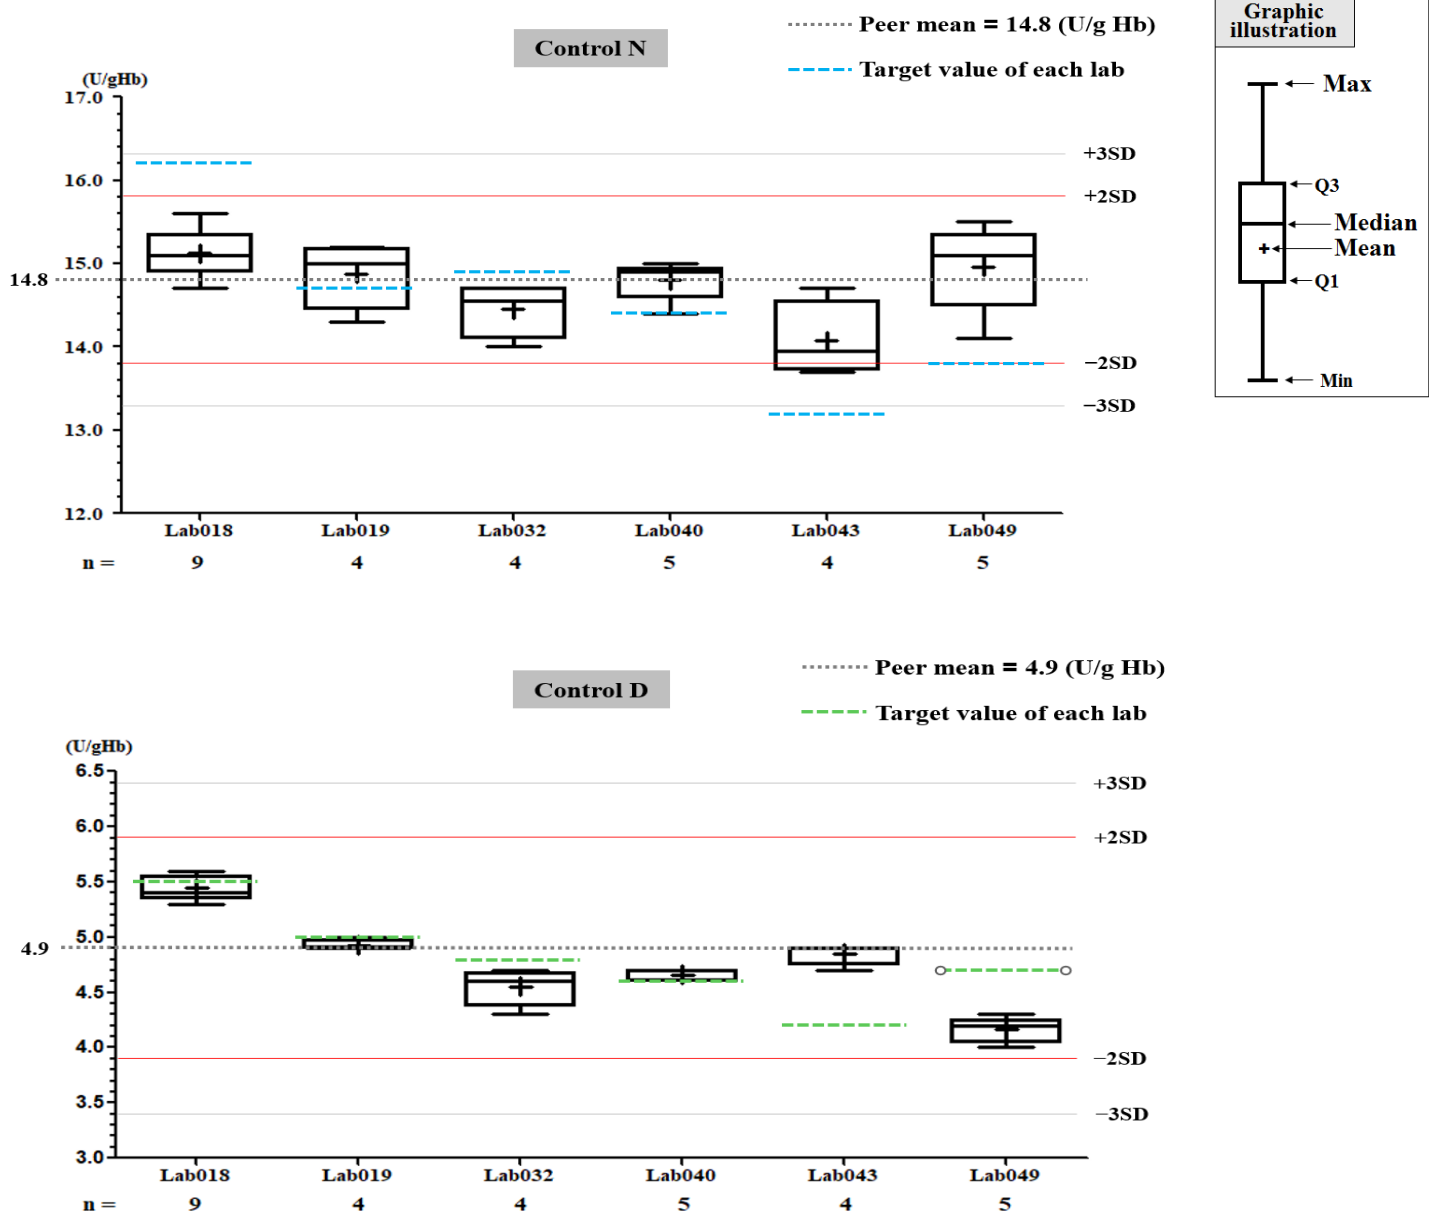 Control N
Peer mean = 14.8 (U/g Hb)
Target value of each lab
Graphic
illustration
Max
Q3
Median
Mean
Q1
Min
(U/gHb)
17.0
16.0
15.0
14.8
14.0
13.0
12.0
+3SD
+2SD
−2SD
−3SD
Lab018 Lab019 Lab032 Lab040 Lab043 Lab049
n = 9 4 4 5 4 5
Control D
Peer mean = 4.9 (U/g Hb)
Target value of each lab
(U/gHb)
6.5
6.0
5.5
5.0
4.9
4.5
4.0
3.5
3.0
+3SD
+2SD
−2SD
−3SD
Lab018 Lab019 Lab032 Lab040 Lab043 Lab049
n = 9 4 4 5 4 5